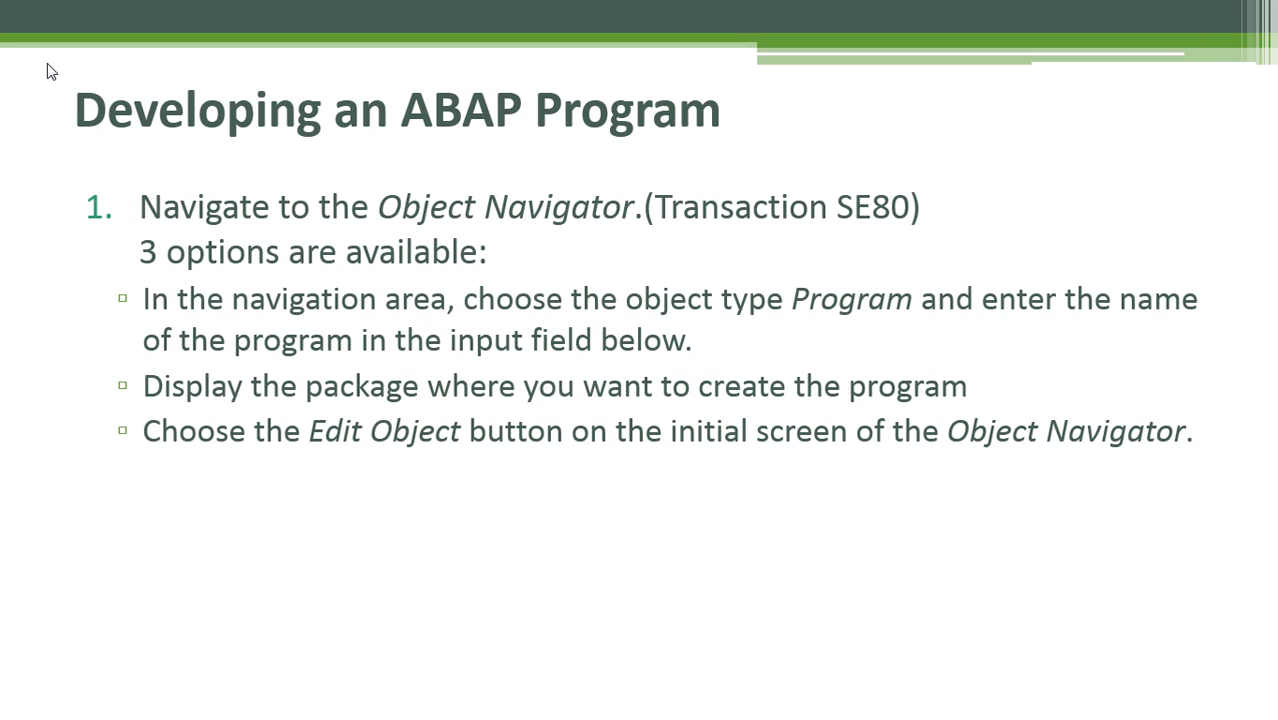 Developing an ABAP Program
1. Navigate to the Object Navigator.(Transaction SE80)
3 options are available:
▫ In the navigation area, choose the object type Program and enter the name
of the program in the input field below.
▫ Display the package where you want to create the program
▫ Choose the Edit Object button on the initial screen of the Object Navigator.